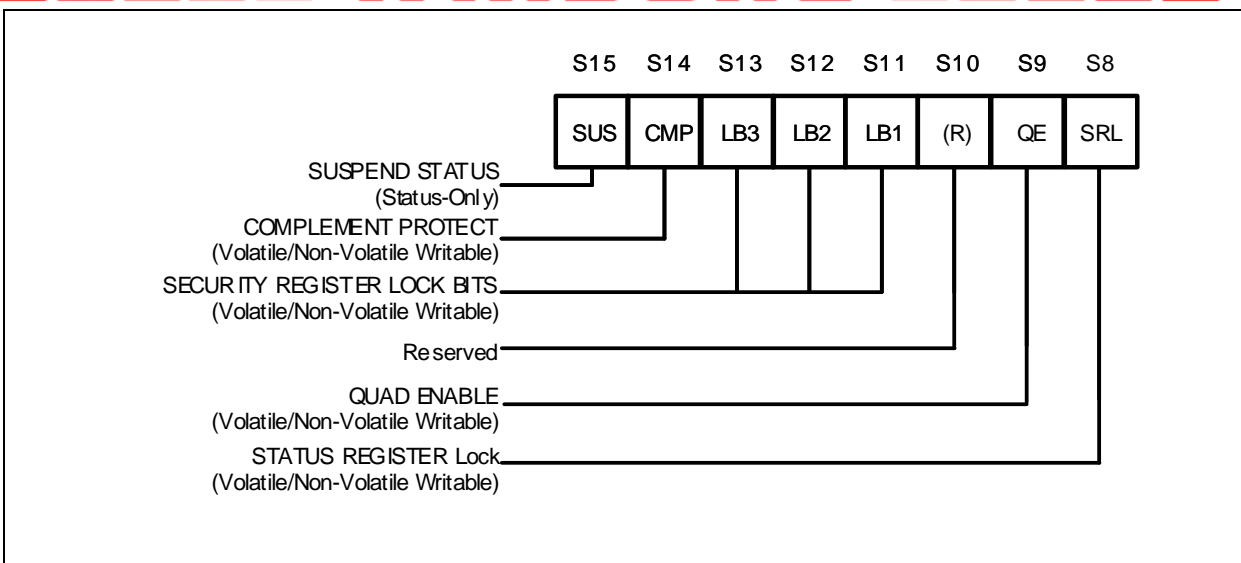 S15 S14 S13 S12 S11 S10 S9 S8
SUS CMP LB3 LB2 LB1 (R) QE SRL
SUSPEND STATUS
(Status-Only)
COMPLEMENT PROTECT
(Volatile/Non-Volatile Writable)
SECURITY REGISTER LOCK BITS
(Volatile/Non-Volatile Writable)
Reserved
QUAD ENABLE
(Volatile/Non-Volatile Writable)
STATUS REGISTER Lock
(Volatile/Non-Volatile Writable)